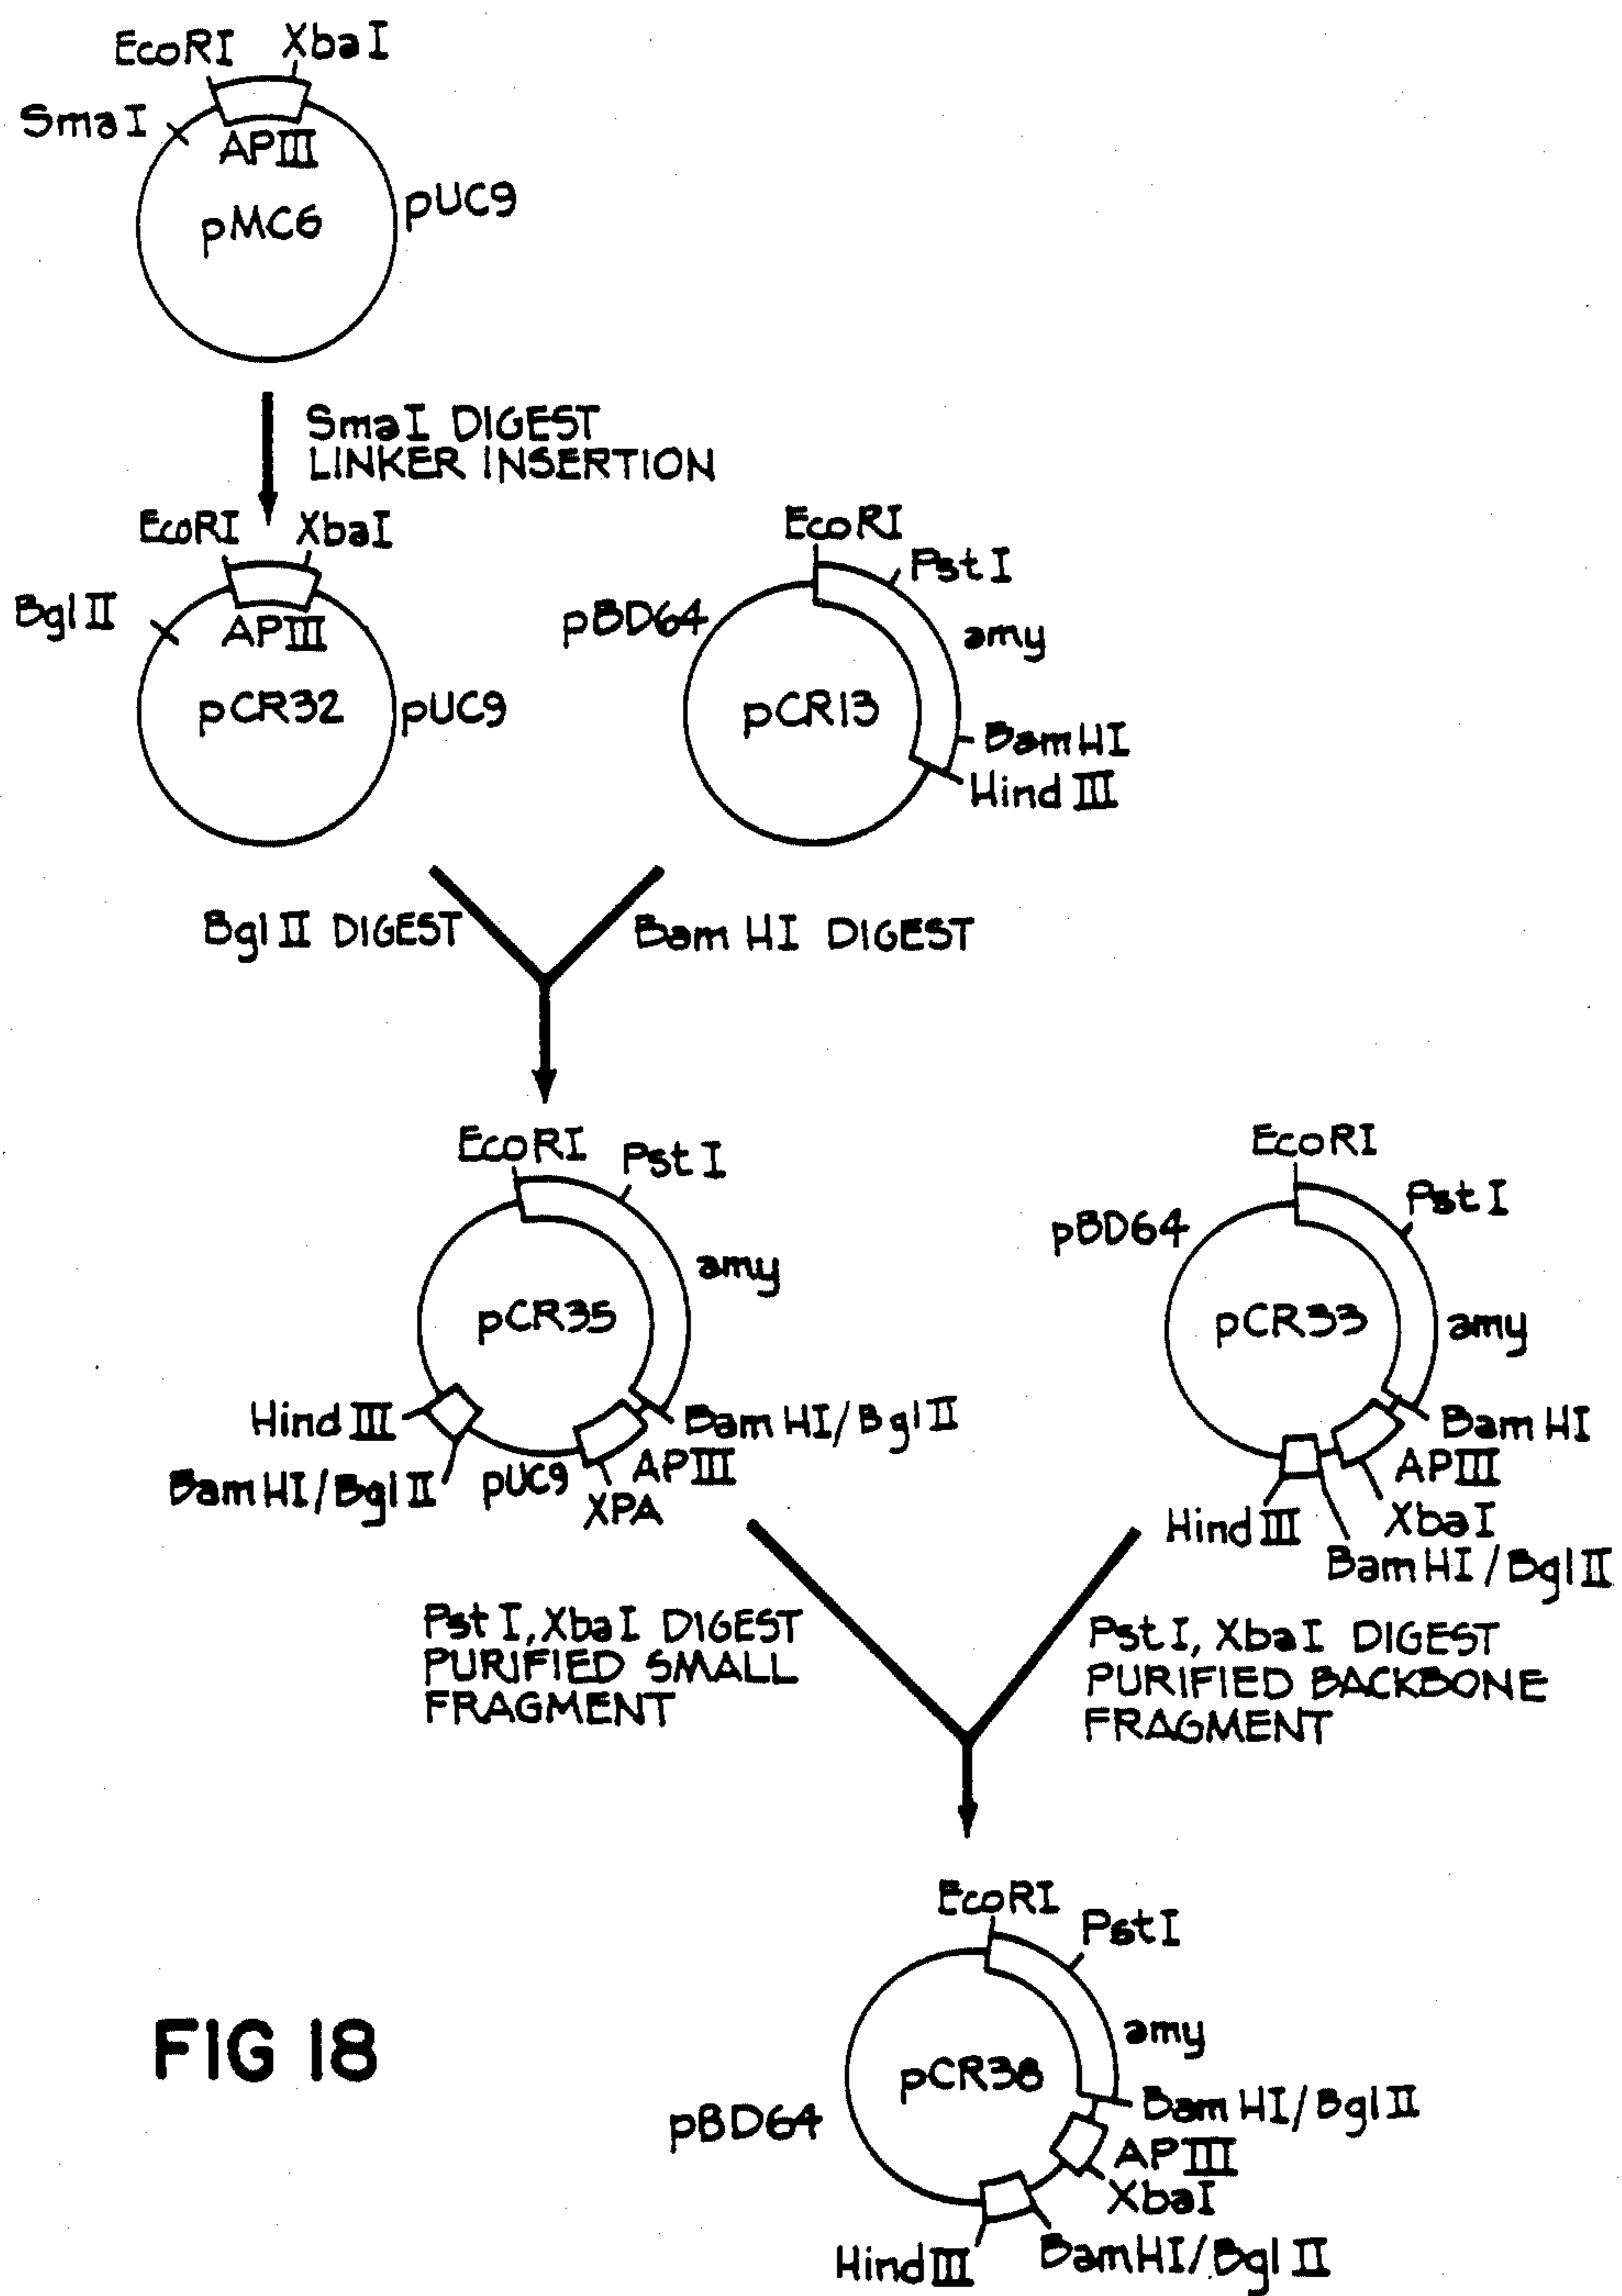 EcoRI XbaI
SmaI
APIII
pMC6
pUC9
SmaI DIGEST
LINKER INSERTION
EcoRI XbaI
BglII
APIII
pCR32
pUC9
EcoRI
PstI
pBD64
amy
pCR13
BamHI
HindIII
BglII DIGEST
BamHI DIGEST
EcoRI
PstI
amy
pCR35
BamHI/BglII
HindIII
APIII
BamHI/BglII
pUC9
XPA
EcoRI
PstI
pBD64
pCR33
amy
BamHI
APIII
HindIII
XbaI
BamHI/BglII
PstI, XbaI DIGEST
PURIFIED SMALL
FRAGMENT
PstI, XbaI DIGEST
PURIFIED BACKBONE
FRAGMENT
EcoRI
PstI
amy
pCR38
pBD64
BamHI/BglII
APIII
XbaI
HindIII
BamHI/BglII
FIG 18